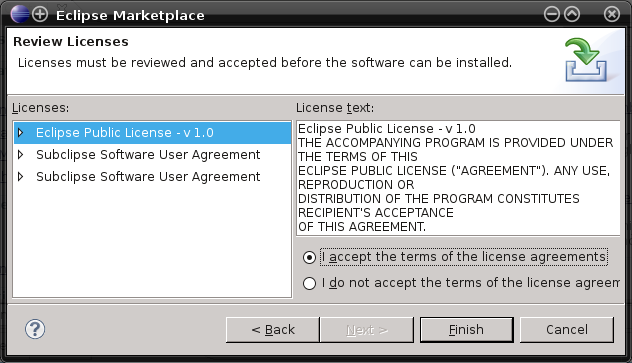 Eclipse Marketplace
Review Licenses
Licenses must be reviewed and accepted before the software can be installed.
Licenses:
Eclipse Public License - v 1.0
Subclipse Software User Agreement
Subclipse Software User Agreement
License text:
Eclipse Public License - v 1.0
THE ACCOMPANYING PROGRAM IS PROVIDED UNDER
THE TERMS OF THIS
ECLIPSE PUBLIC LICENSE ("AGREEMENT"). ANY USE,
REPRODUCTION OR
DISTRIBUTION OF THE PROGRAM CONSTITUTES
RECIPIENT'S ACCEPTANCE
OF THIS AGREEMENT.
I accept the terms of the license agreements
I do not accept the terms of the license agreem
?
< Back
Next >
Finish
Cancel